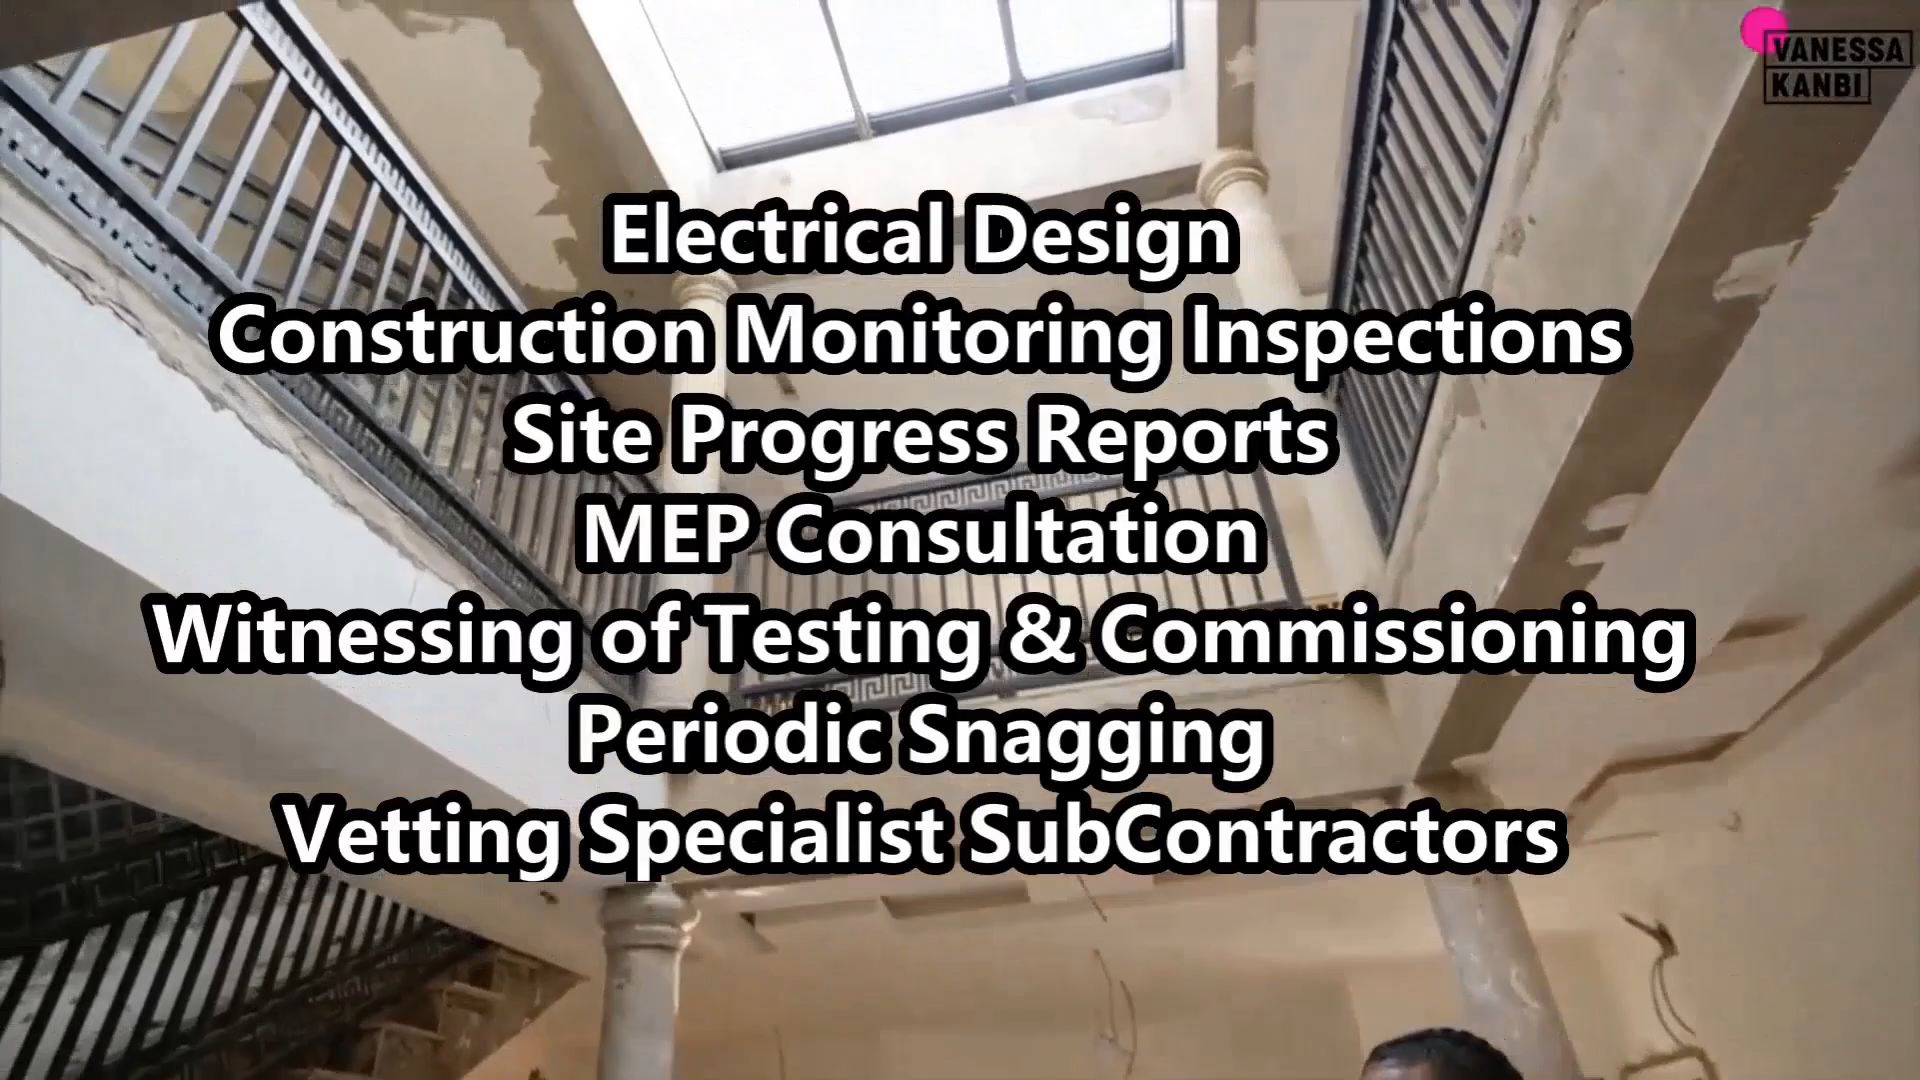 VANESSA
KANBI
Electrical Design
Construction Monitoring Inspections
Site Progress Reports
MEP Consultation
Witnessing of Testing & Commissioning
Periodic Snagging
Vetting Specialist SubContractors